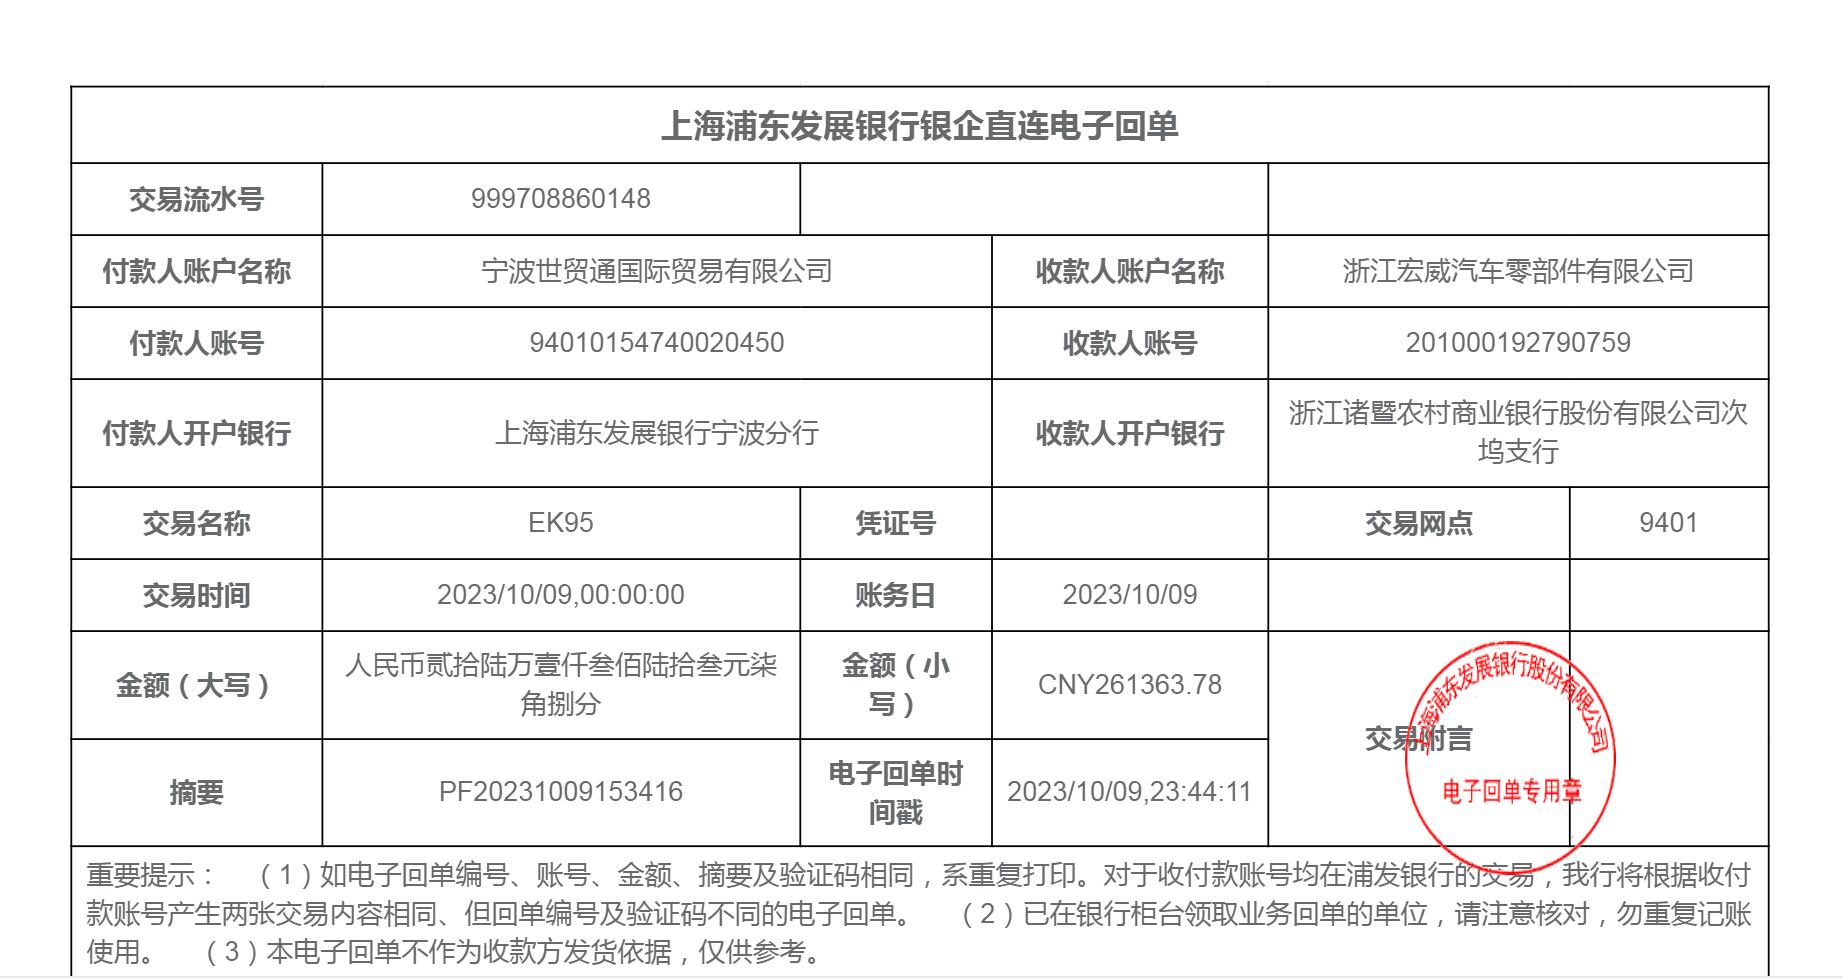 上海浦东发展银行银企直连电子回单
交易流水号 999708860148
付款人账户名称 宁波世贸通国际贸易有限公司 收款人账户名称 浙江宏威汽车零部件有限公司
付款人账号 94010154740020450 收款人账号 201000192790759
付款人开户银行 上海浦东发展银行宁波分行 收款人开户银行 浙江诸暨农村商业银行股份有限公司次
坞支行
交易名称 EK95 凭证号 交易网点 9401
交易时间 2023/10/09,00:00:00 账务日 2023/10/09
金额（大写） 人民币贰拾陆万壹仟叁佰陆拾叁元柒
角捌分
金额（小
写） CNY261363.78
交易附言
摘要 PF20231009153416 电子回单时
间戳 2023/10/09,23:44:11
上海浦东发展银行股份有限公司
电子回单专用章
重要提示： （1）如电子回单编号、账号、金额、摘要及验证码相同，系重复打印。对于收付款账号均在浦发银行的交易，我行将根据收付
款账号产生两张交易内容相同、但回单编号及验证码不同的电子回单。 （2）已在银行柜台领取业务回单的单位，请注意核对，勿重复记账
使用。 （3）本电子回单不作为收款方发货依据，仅供参考。